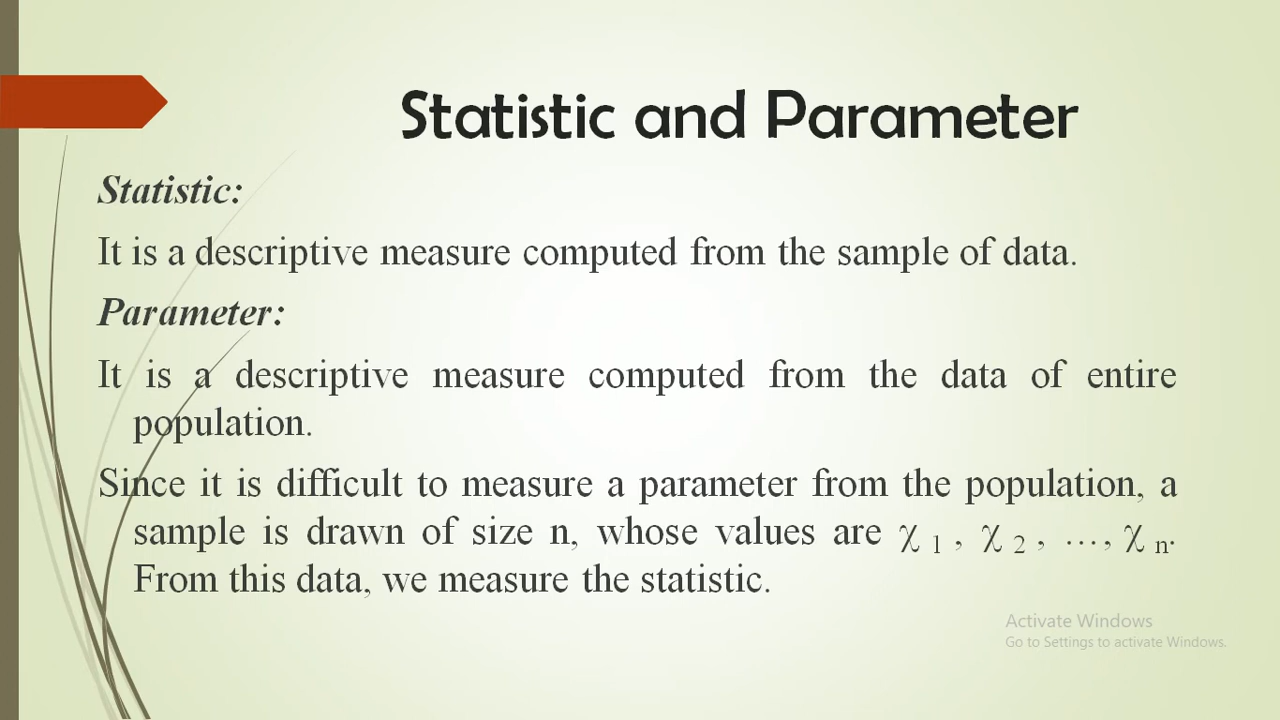 Statistic and Parameter
Statistic:
It is a descriptive measure computed from the sample of data.
Parameter:
It is a descriptive measure computed from the data of entire
population.
Since it is difficult to measure a parameter from the population, a
sample is drawn of size n, whose values are χ 1 , χ 2 , …, χ n.
From this data, we measure the statistic.
Activate Windows
Go to Settings to activate Windows.